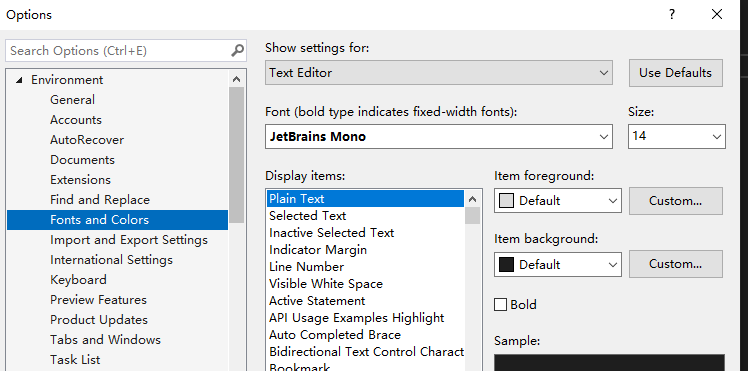 Options
?
Search Options (Ctrl+E)
Environment
General
Accounts
AutoRecover
Documents
Extensions
Find and Replace
Fonts and Colors
Import and Export Settings
International Settings
Keyboard
Preview Features
Product Updates
Tabs and Windows
Task List
Show settings for:
Text Editor
Use Defaults
Font (bold type indicates fixed-width fonts):
Size:
JetBrains Mono
14
Display items:
Plain Text
Selected Text
Inactive Selected Text
Indicator Margin
Line Number
Visible White Space
Active Statement
API Usage Examples Highlight
Auto Completed Brace
Bidirectional Text Control Charact
Bookmark
Item foreground:
Default
Custom...
Item background:
Default
Custom...
Bold
Sample: